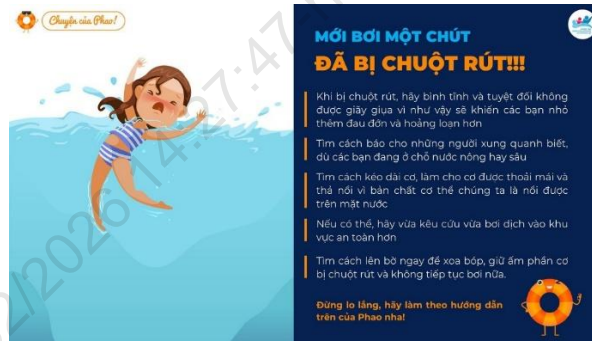 Chuyện của Phao!
MỚI BƠI MỘT CHÚT
ĐÃ BỊ CHUỘT RÚT!!!
Khi bị chuột rút, hãy bình tĩnh và tuyệt đối không
được giãy giụa vì như vậy sẽ khiến các bạn nhỏ
thêm đau đớn và hoảng loạn hơn
Tìm cách báo cho những người xung quanh biết,
dù các bạn đang ở chỗ nước nông hay sâu
Tìm cách kéo dài cơ, làm cho cơ được thoải mái và
thả nổi vì bản chất cơ thể chúng ta là nổi được
trên mặt nước
Nếu có thể, hãy vừa kêu cứu vừa bơi dịch vào khu
vực an toàn hơn
Tìm cách lên bờ ngay để xoa bóp, giữ ấm phần cơ
bị chuột rút và không tiếp tục bơi nữa.
Đừng lo lắng, hãy làm theo hướng dẫn
trên của Phao nha!
2/2026 14:27:47